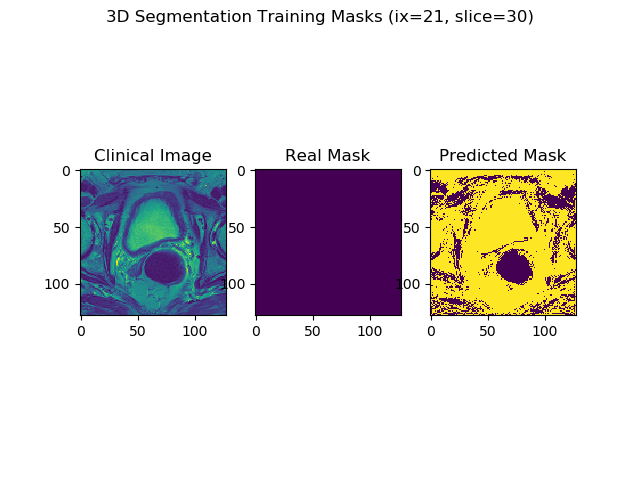 3D Segmentation Training Masks (ix=21, slice=30)
Clinical Image Real Mask Predicted Mask
0 0 0
50 50 50
100 100 100
0 50 100 0 50 100 0 50 100